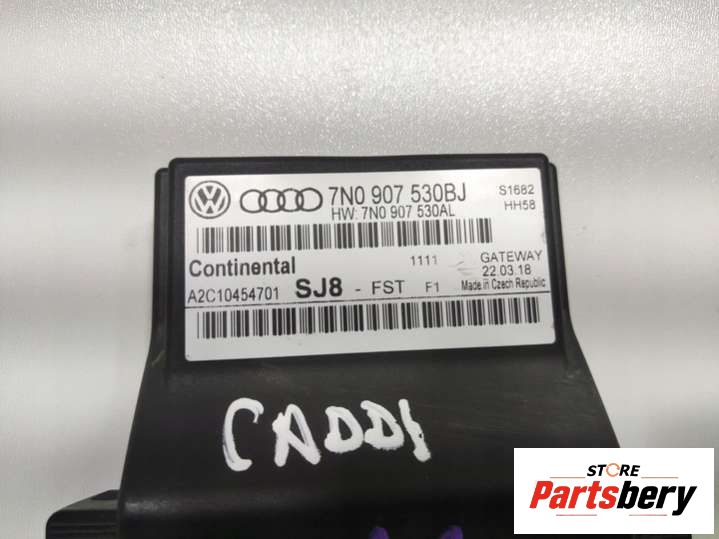 7N0 907 530BJ S1682
HW: 7N0 907 530AL HH58
Continental 1111 GATEWAY
22.03.18
A2C10454701 SJ8 - FST F1 Made in Czech Republic
CADDI
STORE
Partsbery